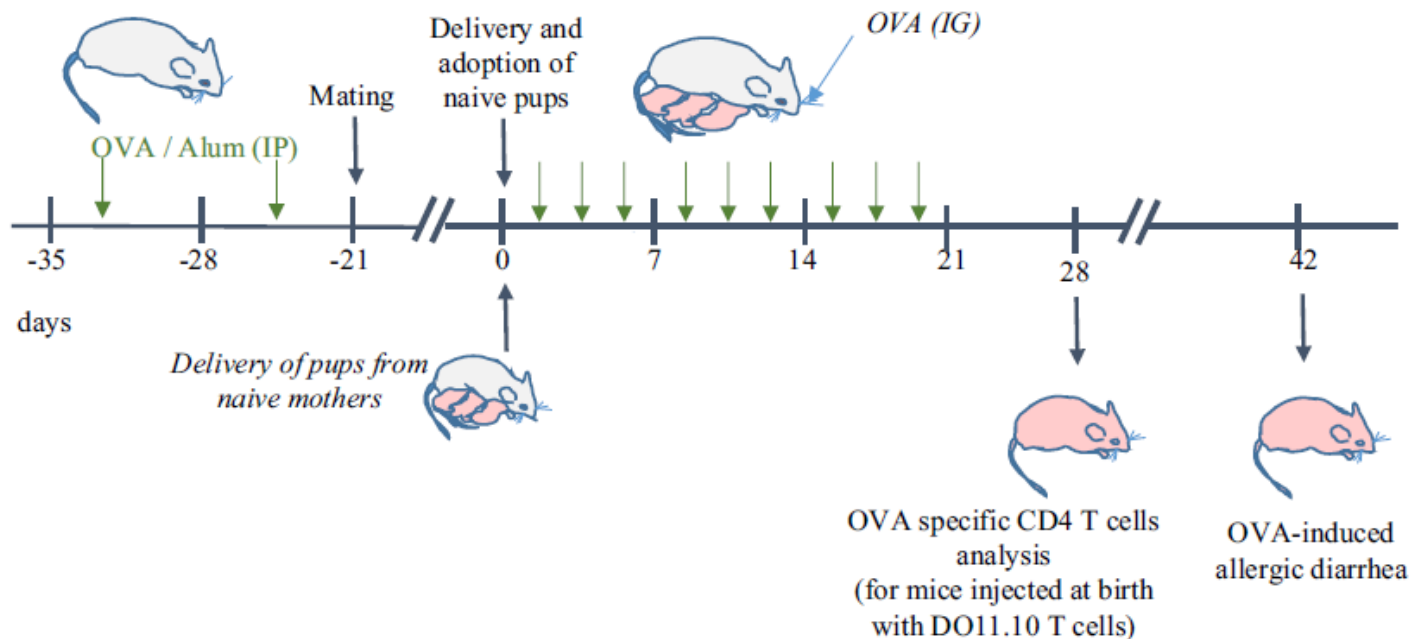 Delivery and
adoption of
naive pups
OVA (IG)
Mating
OVA / Alum (IP)
-35
-28
-21
0
7
14
21
28
42
days
Delivery of pups from
naive mothers
OVA specific CD4 T cells
analysis
(for mice injected at birth
with DO11.10 T cells)
OVA-induced
allergic diarrhea